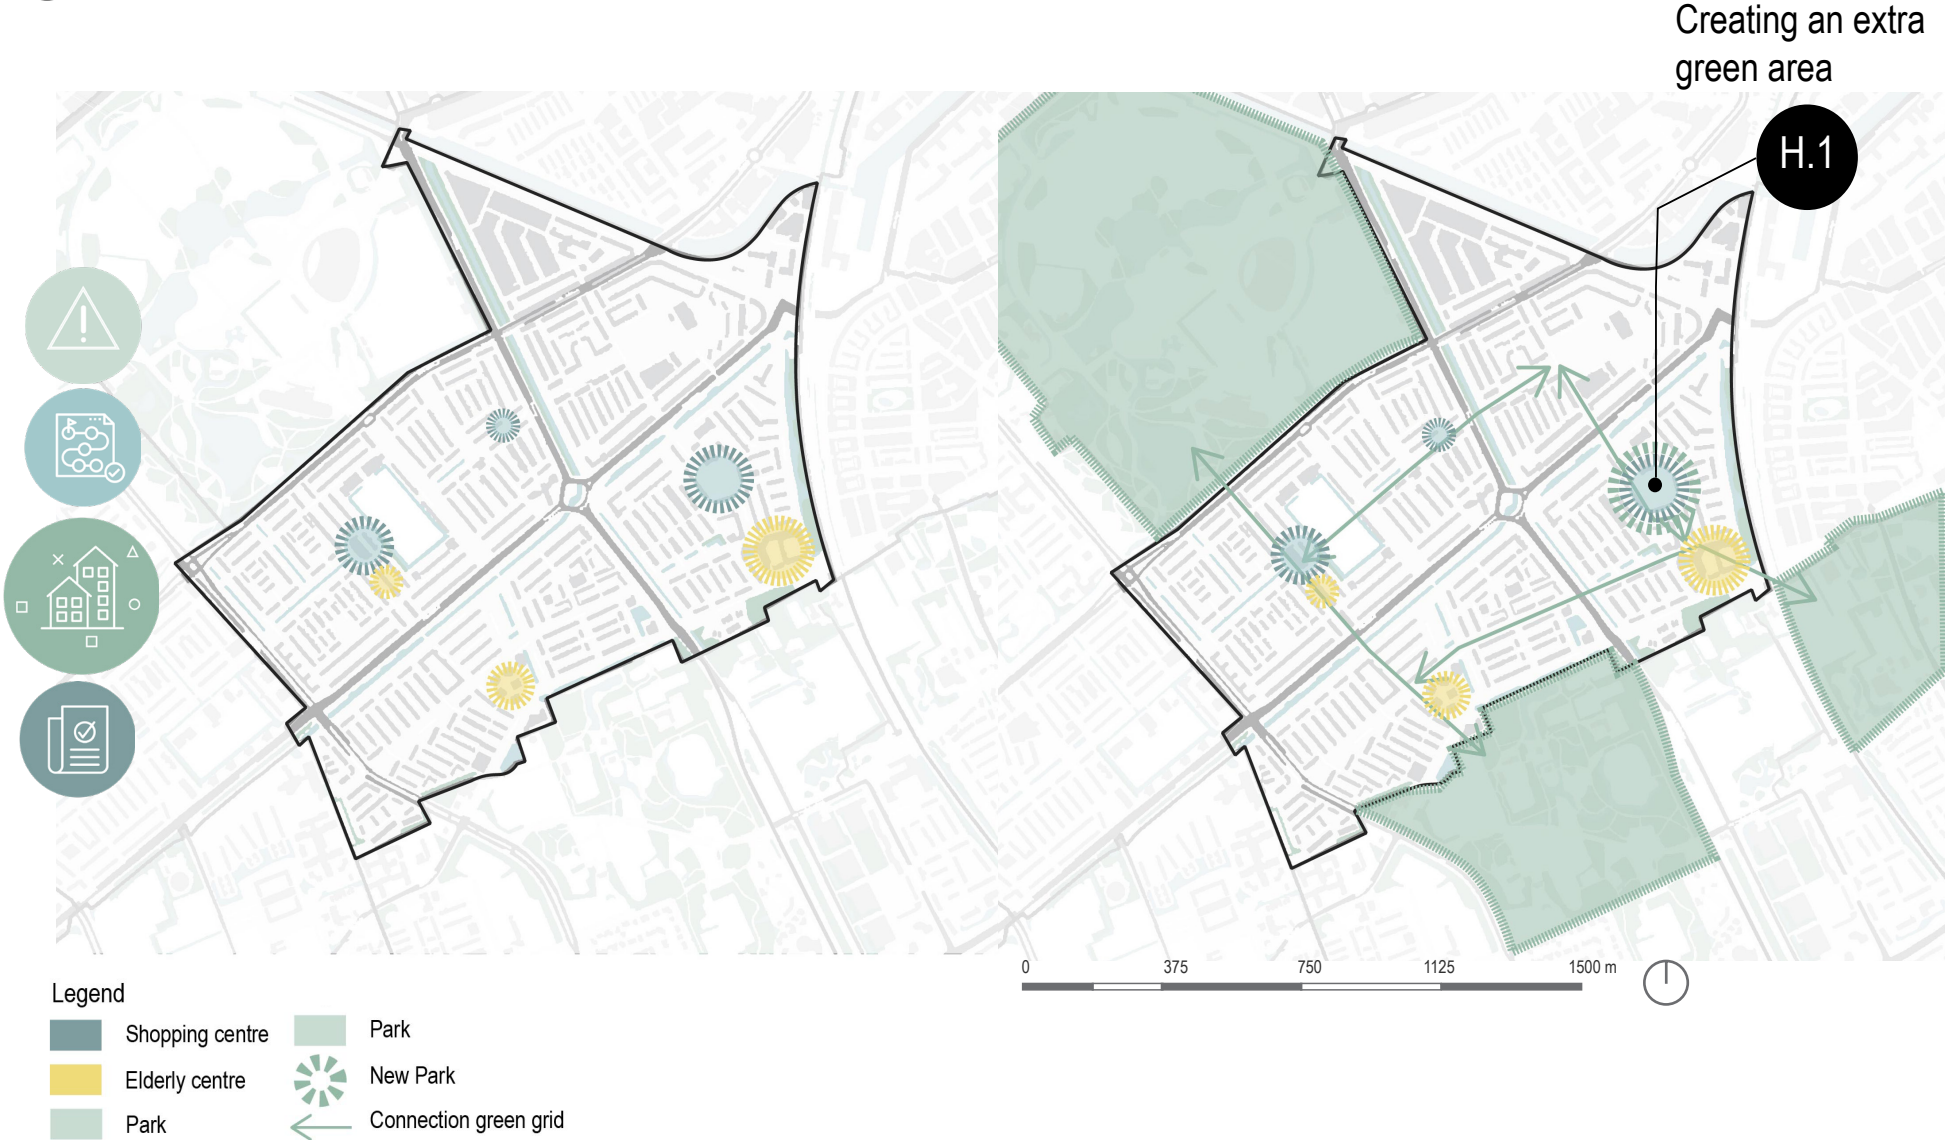 Creating an extra
green area
H.1
0 375 750 1125 1500 m
Legend
Shopping centre
Elderly centre
Park
Park
New Park
Connection green grid